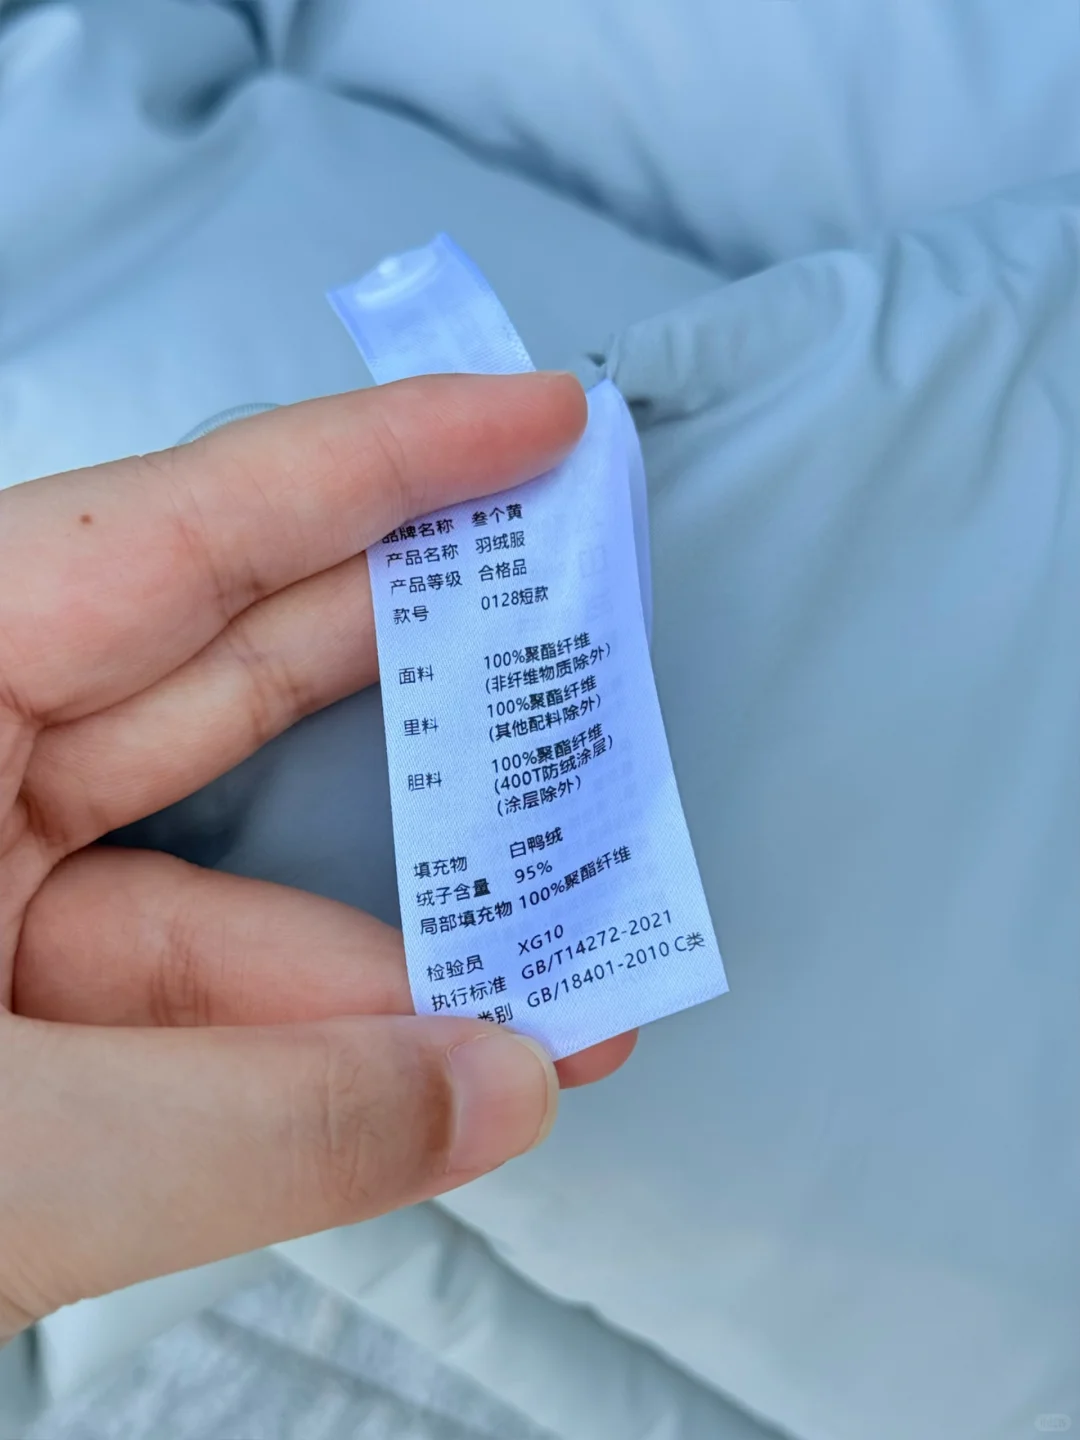 品牌名称 叁个黄
产品名称 羽绒服
产品等级 合格品
款号 0128短款
面料 100%聚酯纤维
(非纤维物质除外)
里料 100%聚酯纤维
(其他配料除外)
胆料 100%聚酯纤维
(400T防绒涂层)
(涂层除外)
填充物 白鸭绒
绒子含量 95%
局部填充物 100%聚酯纤维
检验员 XG10
执行标准 GB/T14272-2021
类别 GB/18401-2010 C类